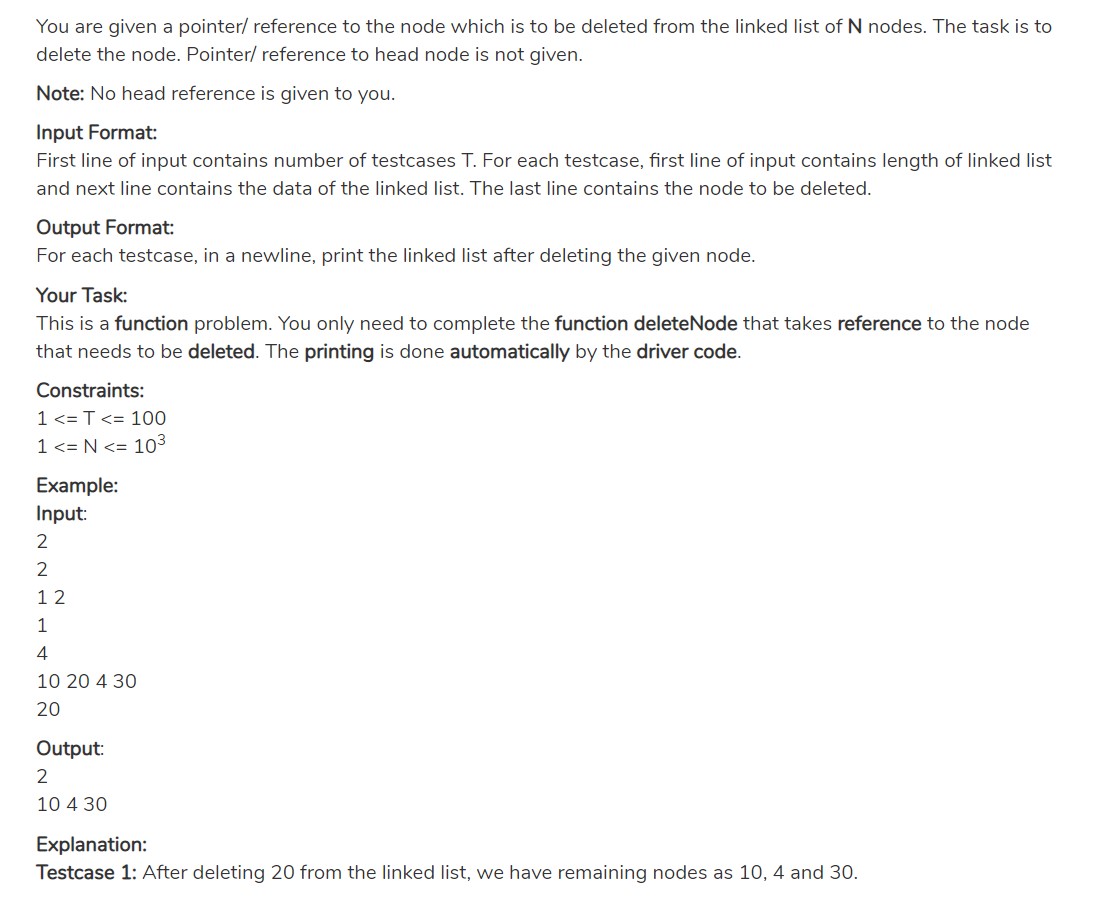 You are given a pointer/ reference to the node which is to be deleted from the linked list of N nodes. The task is to
delete the node. Pointer/ reference to head node is not given.
Note: No head reference is given to you.
Input Format:
First line of input contains number of testcases T. For each testcase, first line of input contains length of linked list
and next line contains the data of the linked list. The last line contains the node to be deleted.
Output Format:
For each testcase, in a newline, print the linked list after deleting the given node.
Your Task:
This is a function problem. You only need to complete the function deleteNode that takes reference to the node
that needs to be deleted. The printing is done automatically by the driver code.
Constraints:
1 <= T <= 100
1 <= N <= 10³
Example:
Input:
2
2
1 2
1
4
10 20 4 30
20
Output:
2
10 4 30
Explanation:
Testcase 1: After deleting 20 from the linked list, we have remaining nodes as 10, 4 and 30.